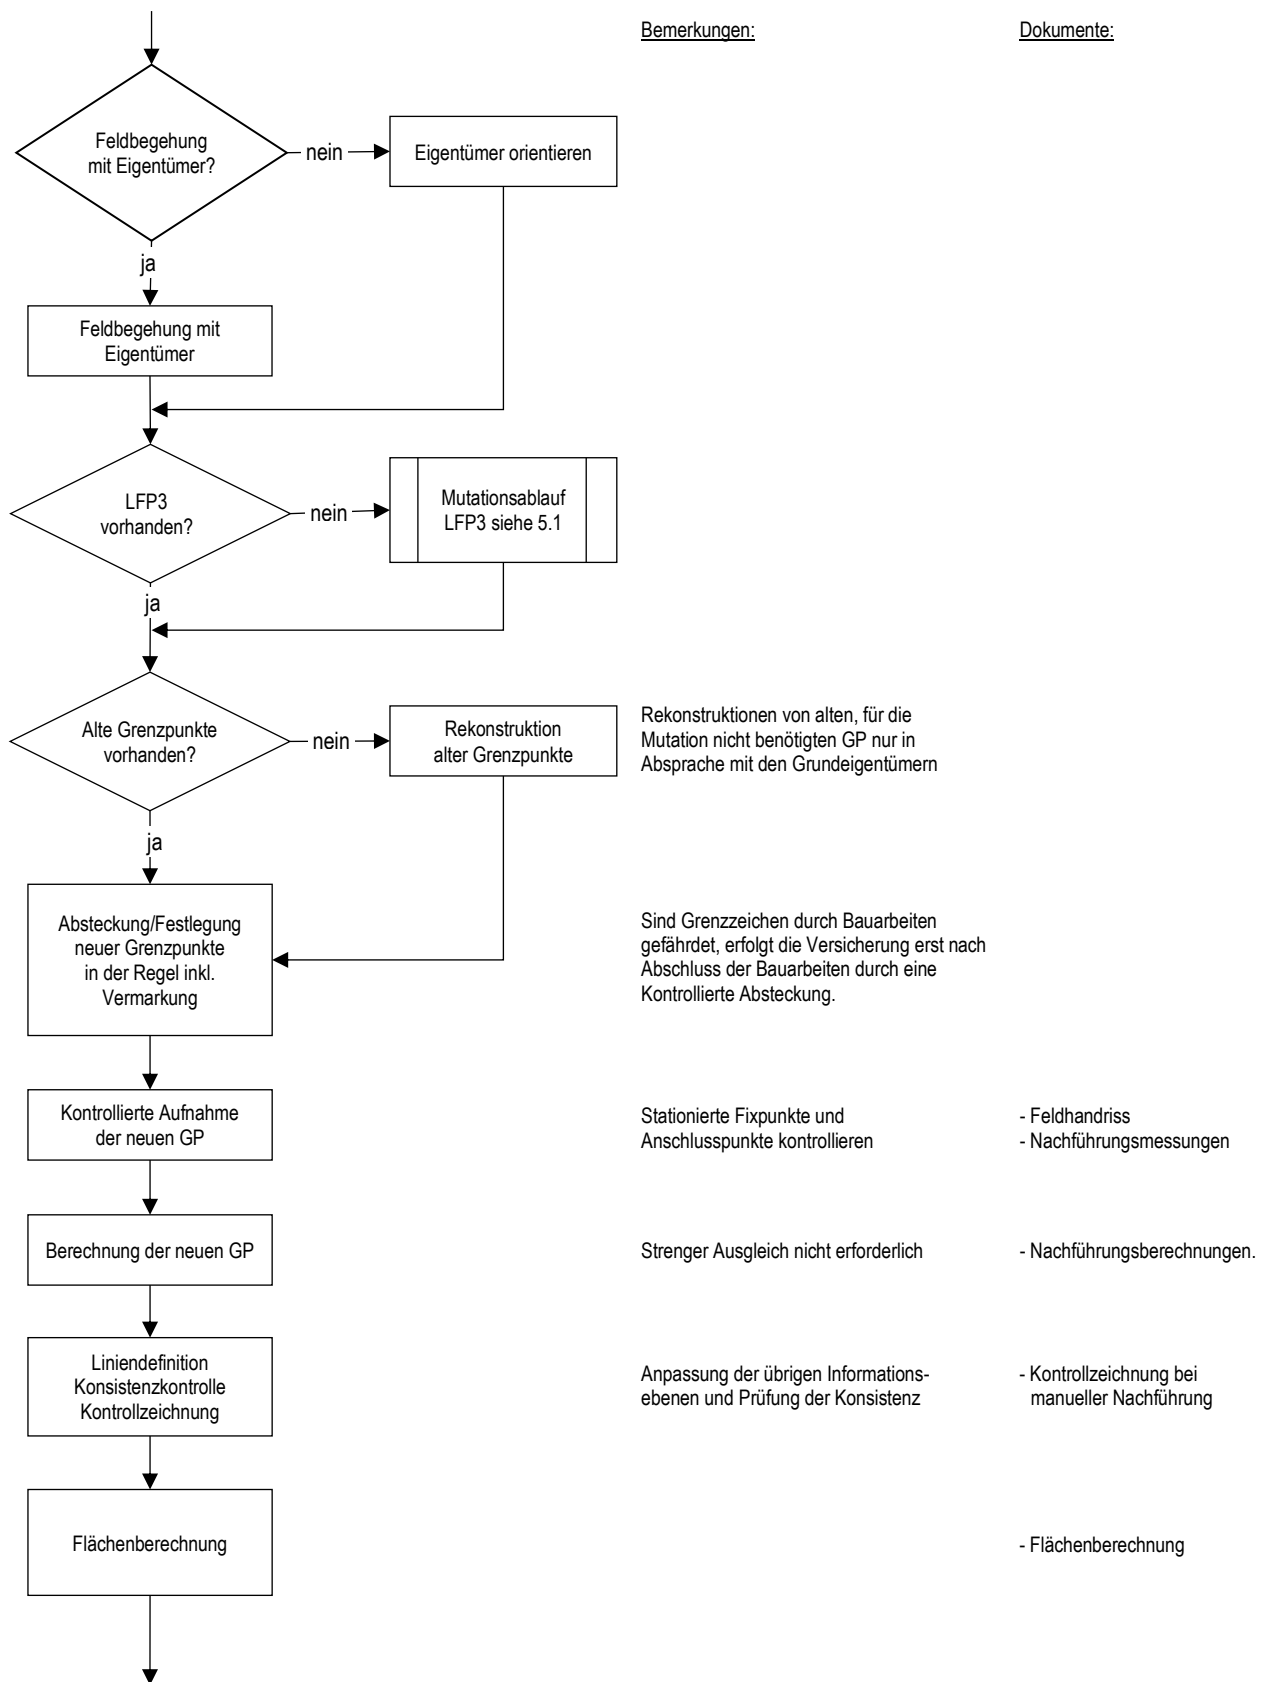 Bemerkungen:
Dokumente:
Feldbegehung
mit Eigentümer?
nein
Eigentümer orientieren
ja
Feldbegehung mit
Eigentümer
LFP3
vorhanden?
nein
Mutationsablauf
LFP3 siehe 5.1
ja
Alte Grenzpunkte
vorhanden?
nein
Rekonstruktion
alter Grenzpunkte
Rekonstruktionen von alten, für die
Mutation nicht benötigten GP nur in
Absprache mit den Grundeigentümern
ja
Absteckung/Festlegung
neuer Grenzpunkte
in der Regel inkl.
Vermarkung
Sind Grenzzeichen durch Bauarbeiten
gefährdet, erfolgt die Versicherung erst nach
Abschluss der Bauarbeiten durch eine
Kontrollierte Absteckung.
Kontrollierte Aufnahme
der neuen GP
Stationierte Fixpunkte und
Anschlusspunkte kontrollieren
- Feldhandriss
- Nachführungsmessungen
Berechnung der neuen GP
Strenger Ausgleich nicht erforderlich
- Nachführungsberechnungen.
Liniendefinition
Konsistenzkontrolle
Kontrollzeichnung
Anpassung der übrigen Informations-
ebenen und Prüfung der Konsistenz
- Kontrollzeichnung bei
manueller Nachführung
Flächenberechnung
- Flächenberechnung